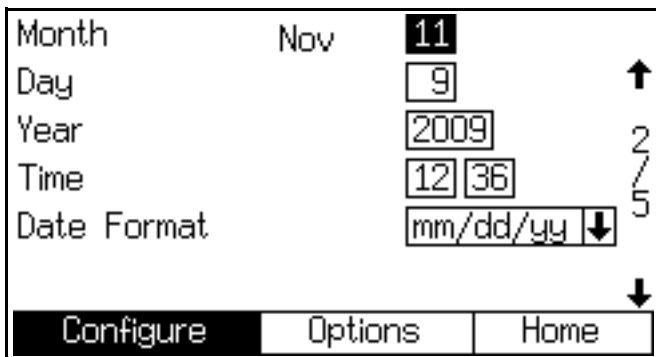 Month Nov 11
Day 9
Year 2009
Time 12 36
Date Format mm/dd/yy
2/5
Configure Options Home